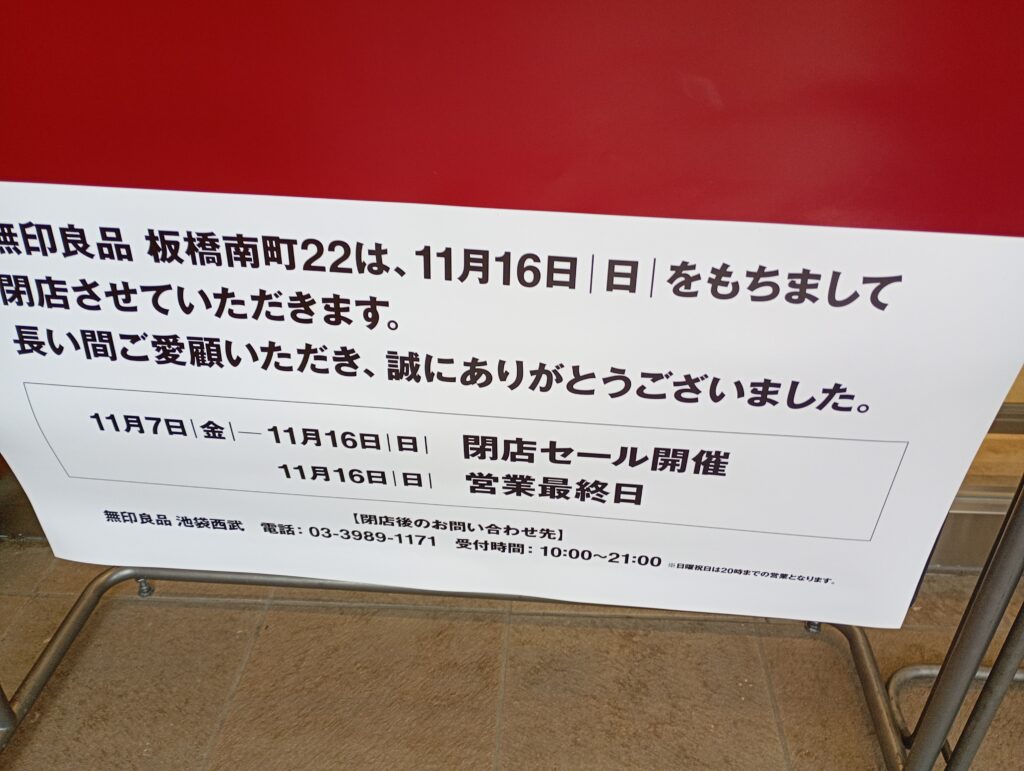 無印良品 板橋南町22は、11月16日|日|をもちまして
閉店させていただきます。
長い間ご愛顧いただき、誠にありがとうございました。
11月7日|金|—11月16日|日| 閉店セール開催
11月16日|日| 営業最終日
【閉店後のお問い合わせ先】
無印良品 池袋西武 電話：03-3989-1171 受付時間：10:00〜21:00 ※日曜祝日は20時までの営業となります。